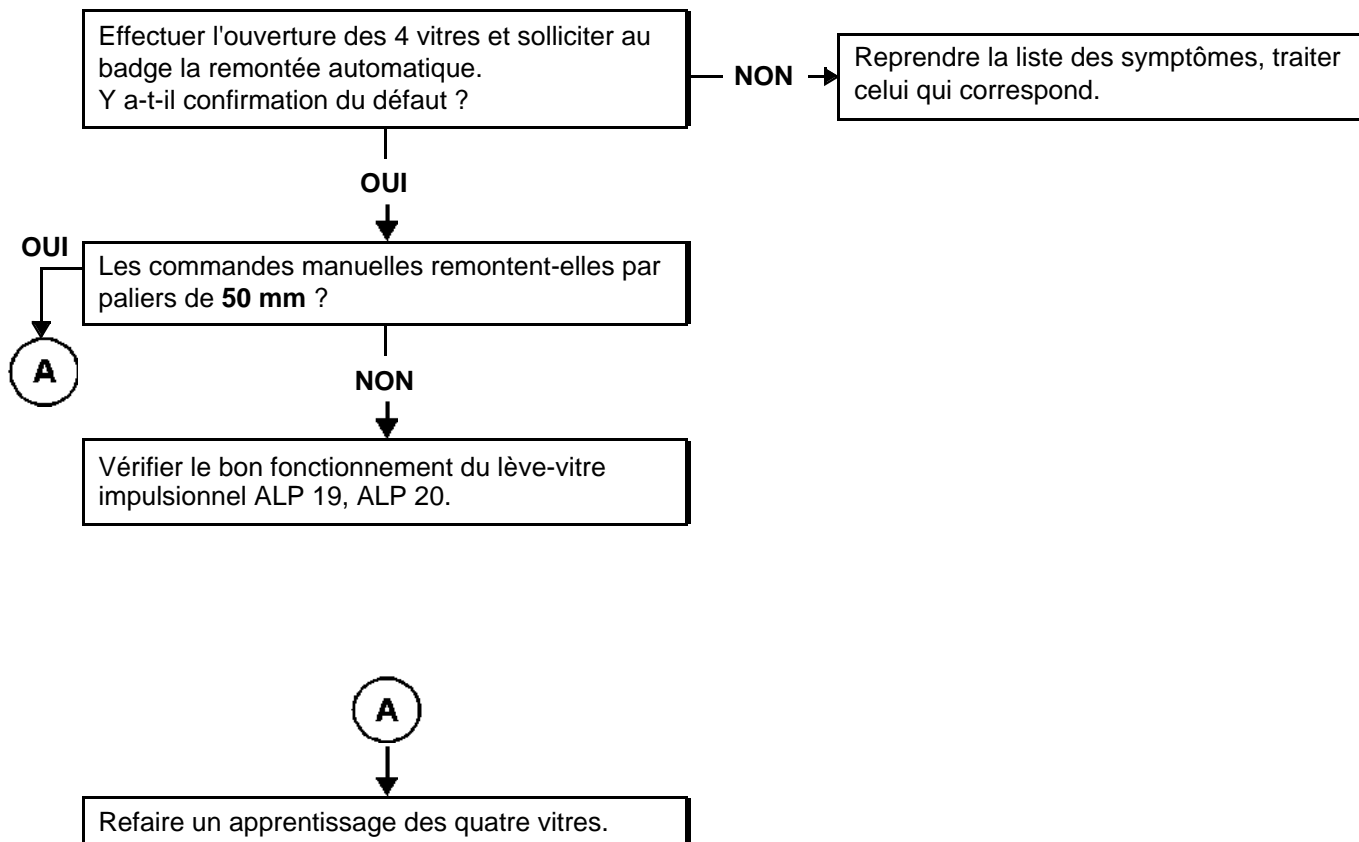 Effectuer l'ouverture des 4 vitres et solliciter au
badge la remontée automatique.
Y a-t-il confirmation du défaut ?
NON
Reprendre la liste des symptômes, traiter
celui qui correspond.
OUI
OUI
Les commandes manuelles remontent-elles par
paliers de 50 mm ?
A
NON
Vérifier le bon fonctionnement du lève-vitre
impulsionnel ALP 19, ALP 20.
A
Refaire un apprentissage des quatre vitres.